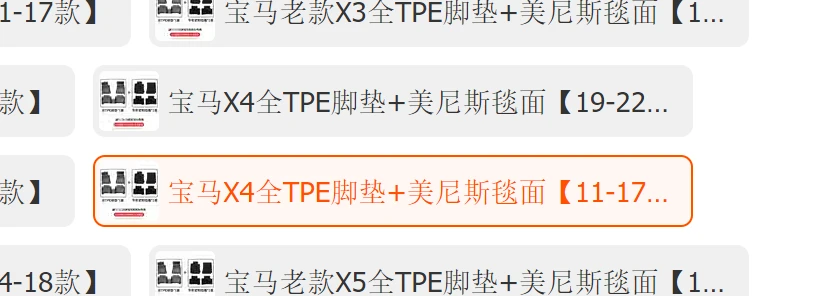 1-17款】 宝马老款X3全TPE脚垫+美尼斯毯面【1...
款】 宝马X4全TPE脚垫+美尼斯毯面【19-22...
款】 宝马X4全TPE脚垫+美尼斯毯面【11-17...
4-18款】 宝马老款X5全TPE脚垫+美尼斯毯面【1...